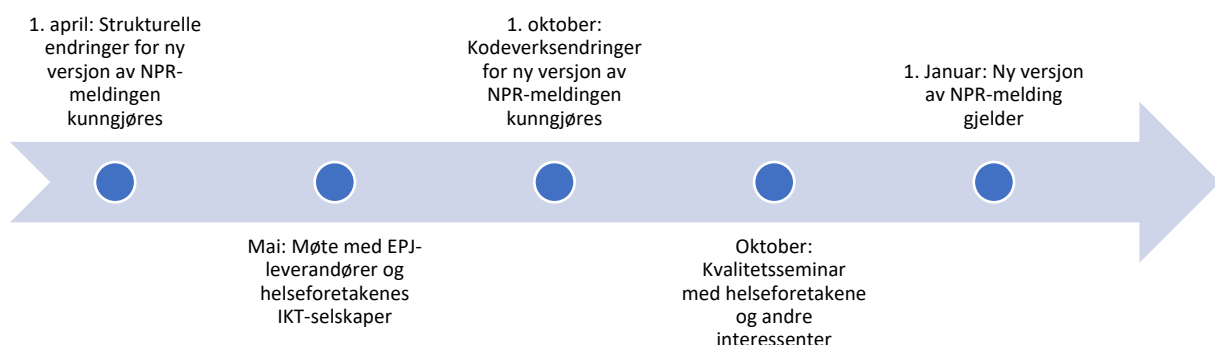 1. april: Strukturelle
endringer for ny
versjon av NPR-
meldingen
kunngjøres
Mai: Møte med EPJ-
leverandører og
helseforetakenes
IKT-selskaper
1. oktober:
Kodeverksendringer
for ny versjon av
NPR-meldingen
kunngjøres
Oktober:
Kvalitetsseminar
med helseforetakene
og andre
interessenter
1. Januar: Ny versjon
av NPR-melding
gjelder